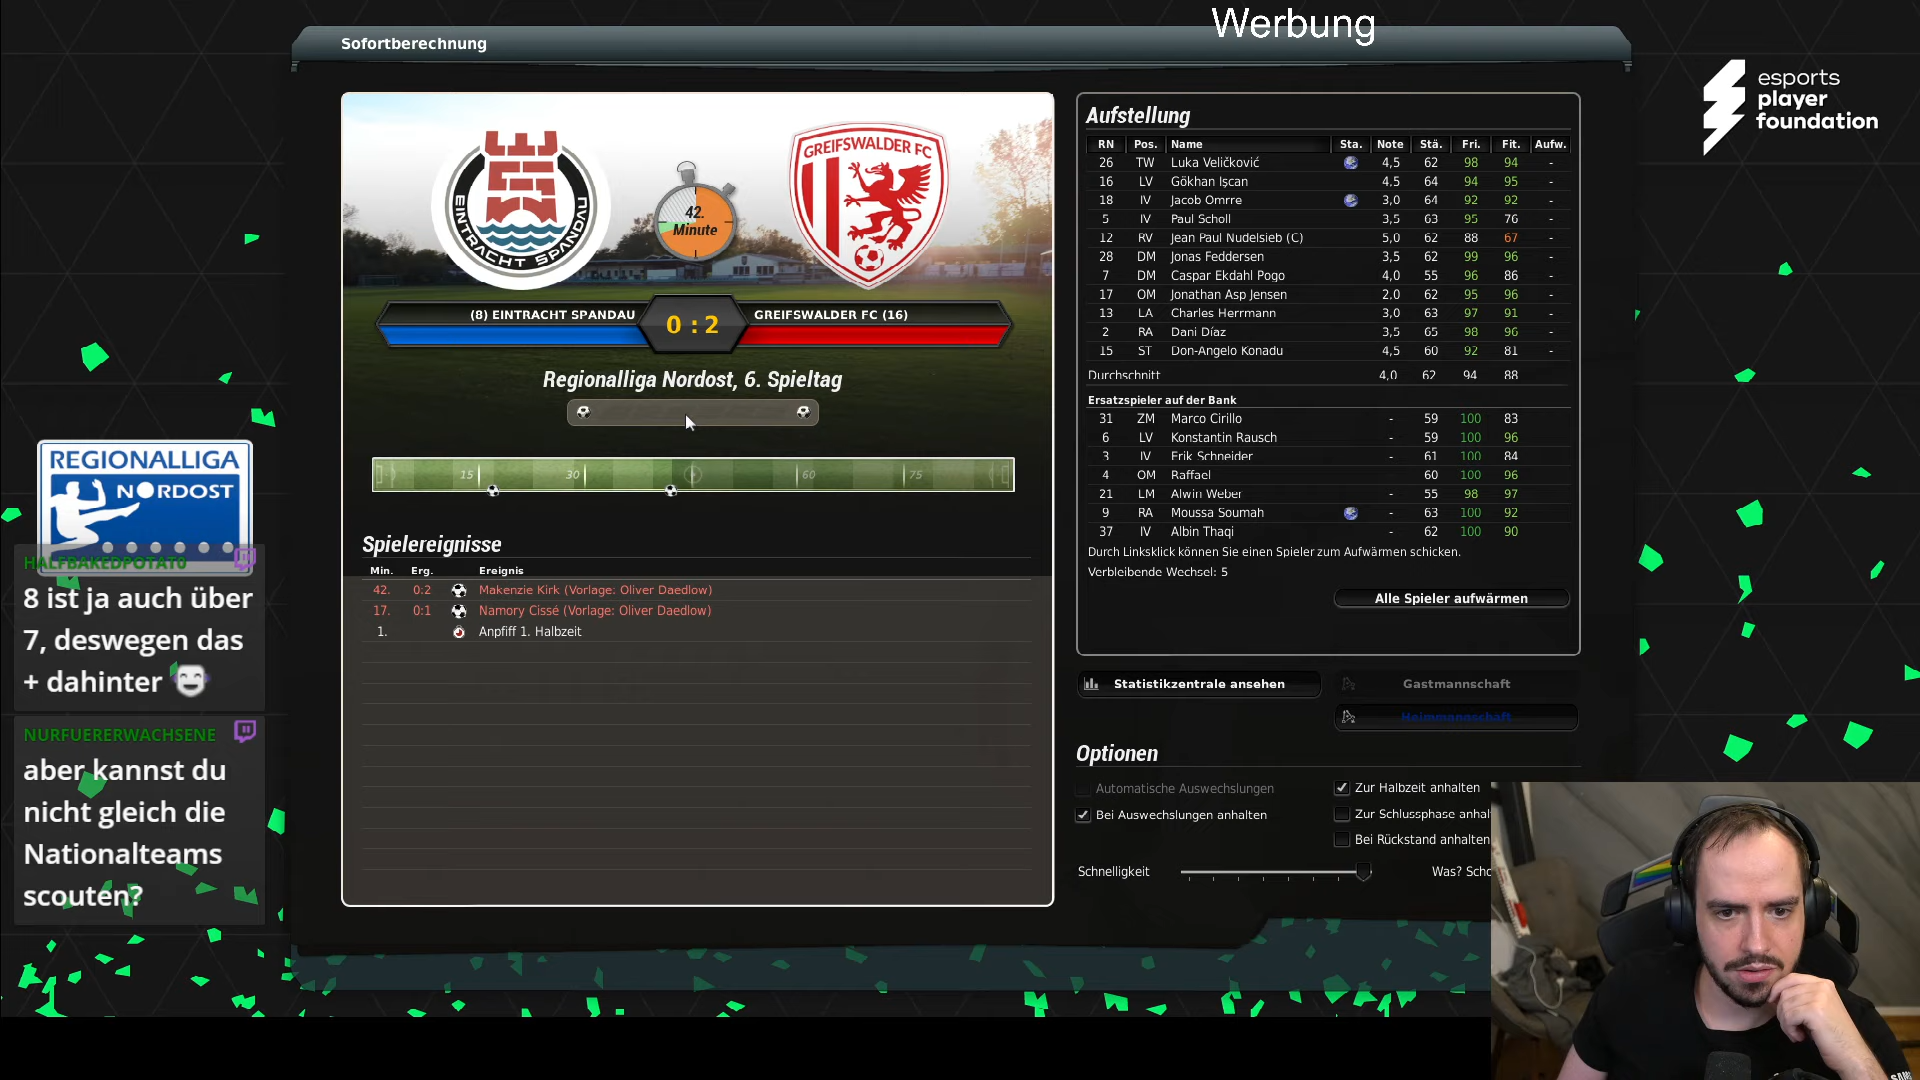 Werbung
Sofortberechnung
esports
player
foundation
EINTRACHT SPANDAU
GREIFSWALDER FC
42.
Minute
(8) EINTRACHT SPANDAU
0 : 2
GREIFSWALDER FC (16)
Regionalliga Nordost, 6. Spieltag
15 30 60 75
Spielereignisse
Min. Erg. Ereignis
42. 0:2 Makenzie Kirk (Vorlage: Oliver Daedlow)
17. 0:1 Namory Cissé (Vorlage: Oliver Daedlow)
1. Anpfiff 1. Halbzeit
Aufstellung
RN Pos. Name Sta. Note Stä. Fri. Fit. Aufw.
26 TW Luka Veličković 4,5 62 98 94 -
16 LV Gökhan Işcan 4,5 64 94 95 -
18 IV Jacob Omrre 3,0 64 92 92 -
5 IV Paul Scholl 3,5 63 95 76 -
12 RV Jean Paul Nudelsieb (C) 5,0 62 88 67 -
28 DM Jonas Feddersen 3,5 62 99 96 -
7 DM Caspar Ekdahl Pogo 4,0 55 96 86 -
17 OM Jonathan Asp Jensen 2,0 62 95 96 -
13 LA Charles Herrmann 3,0 63 97 91 -
2 RA Dani Díaz 3,5 65 98 96 -
15 ST Don-Angelo Konadu 4,5 60 92 81 -
Durchschnitt 4,0 62 94 88
Ersatzspieler auf der Bank
31 ZM Marco Cirillo - 59 100 83
6 LV Konstantin Rausch - 59 100 96
3 IV Erik Schneider - 61 100 84
4 OM Raffael 60 100 96
21 LM Alwin Weber - 55 98 97
9 RA Moussa Soumah - 63 100 92
37 IV Albin Thaqi - 62 100 90
Durch Linksklick können Sie einen Spieler zum Aufwärmen schicken.
Verbleibende Wechsel: 5
Alle Spieler aufwärmen
Statistikzentrale ansehen
Gastmannschaft
Heimmannschaft
Optionen
Automatische Auswechslungen
Zur Halbzeit anhalten
Bei Auswechslungen anhalten
Zur Schlussphase anhal
Bei Rückstand anhalten
Schnelligkeit
Was? Scho
REGIONALLIGA
NORDOST
HALFBAKEDPOTAT0
8 ist ja auch über
7, deswegen das
+ dahinter
NURFUERERWACHSENE
aber kannst du
nicht gleich die
Nationalteams
scouten?